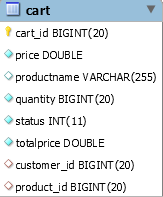 cart
cart_id BIGINT(20)
price DOUBLE
productname VARCHAR(255)
quantity BIGINT(20)
status INT(11)
totalprice DOUBLE
customer_id BIGINT(20)
product_id BIGINT(20)